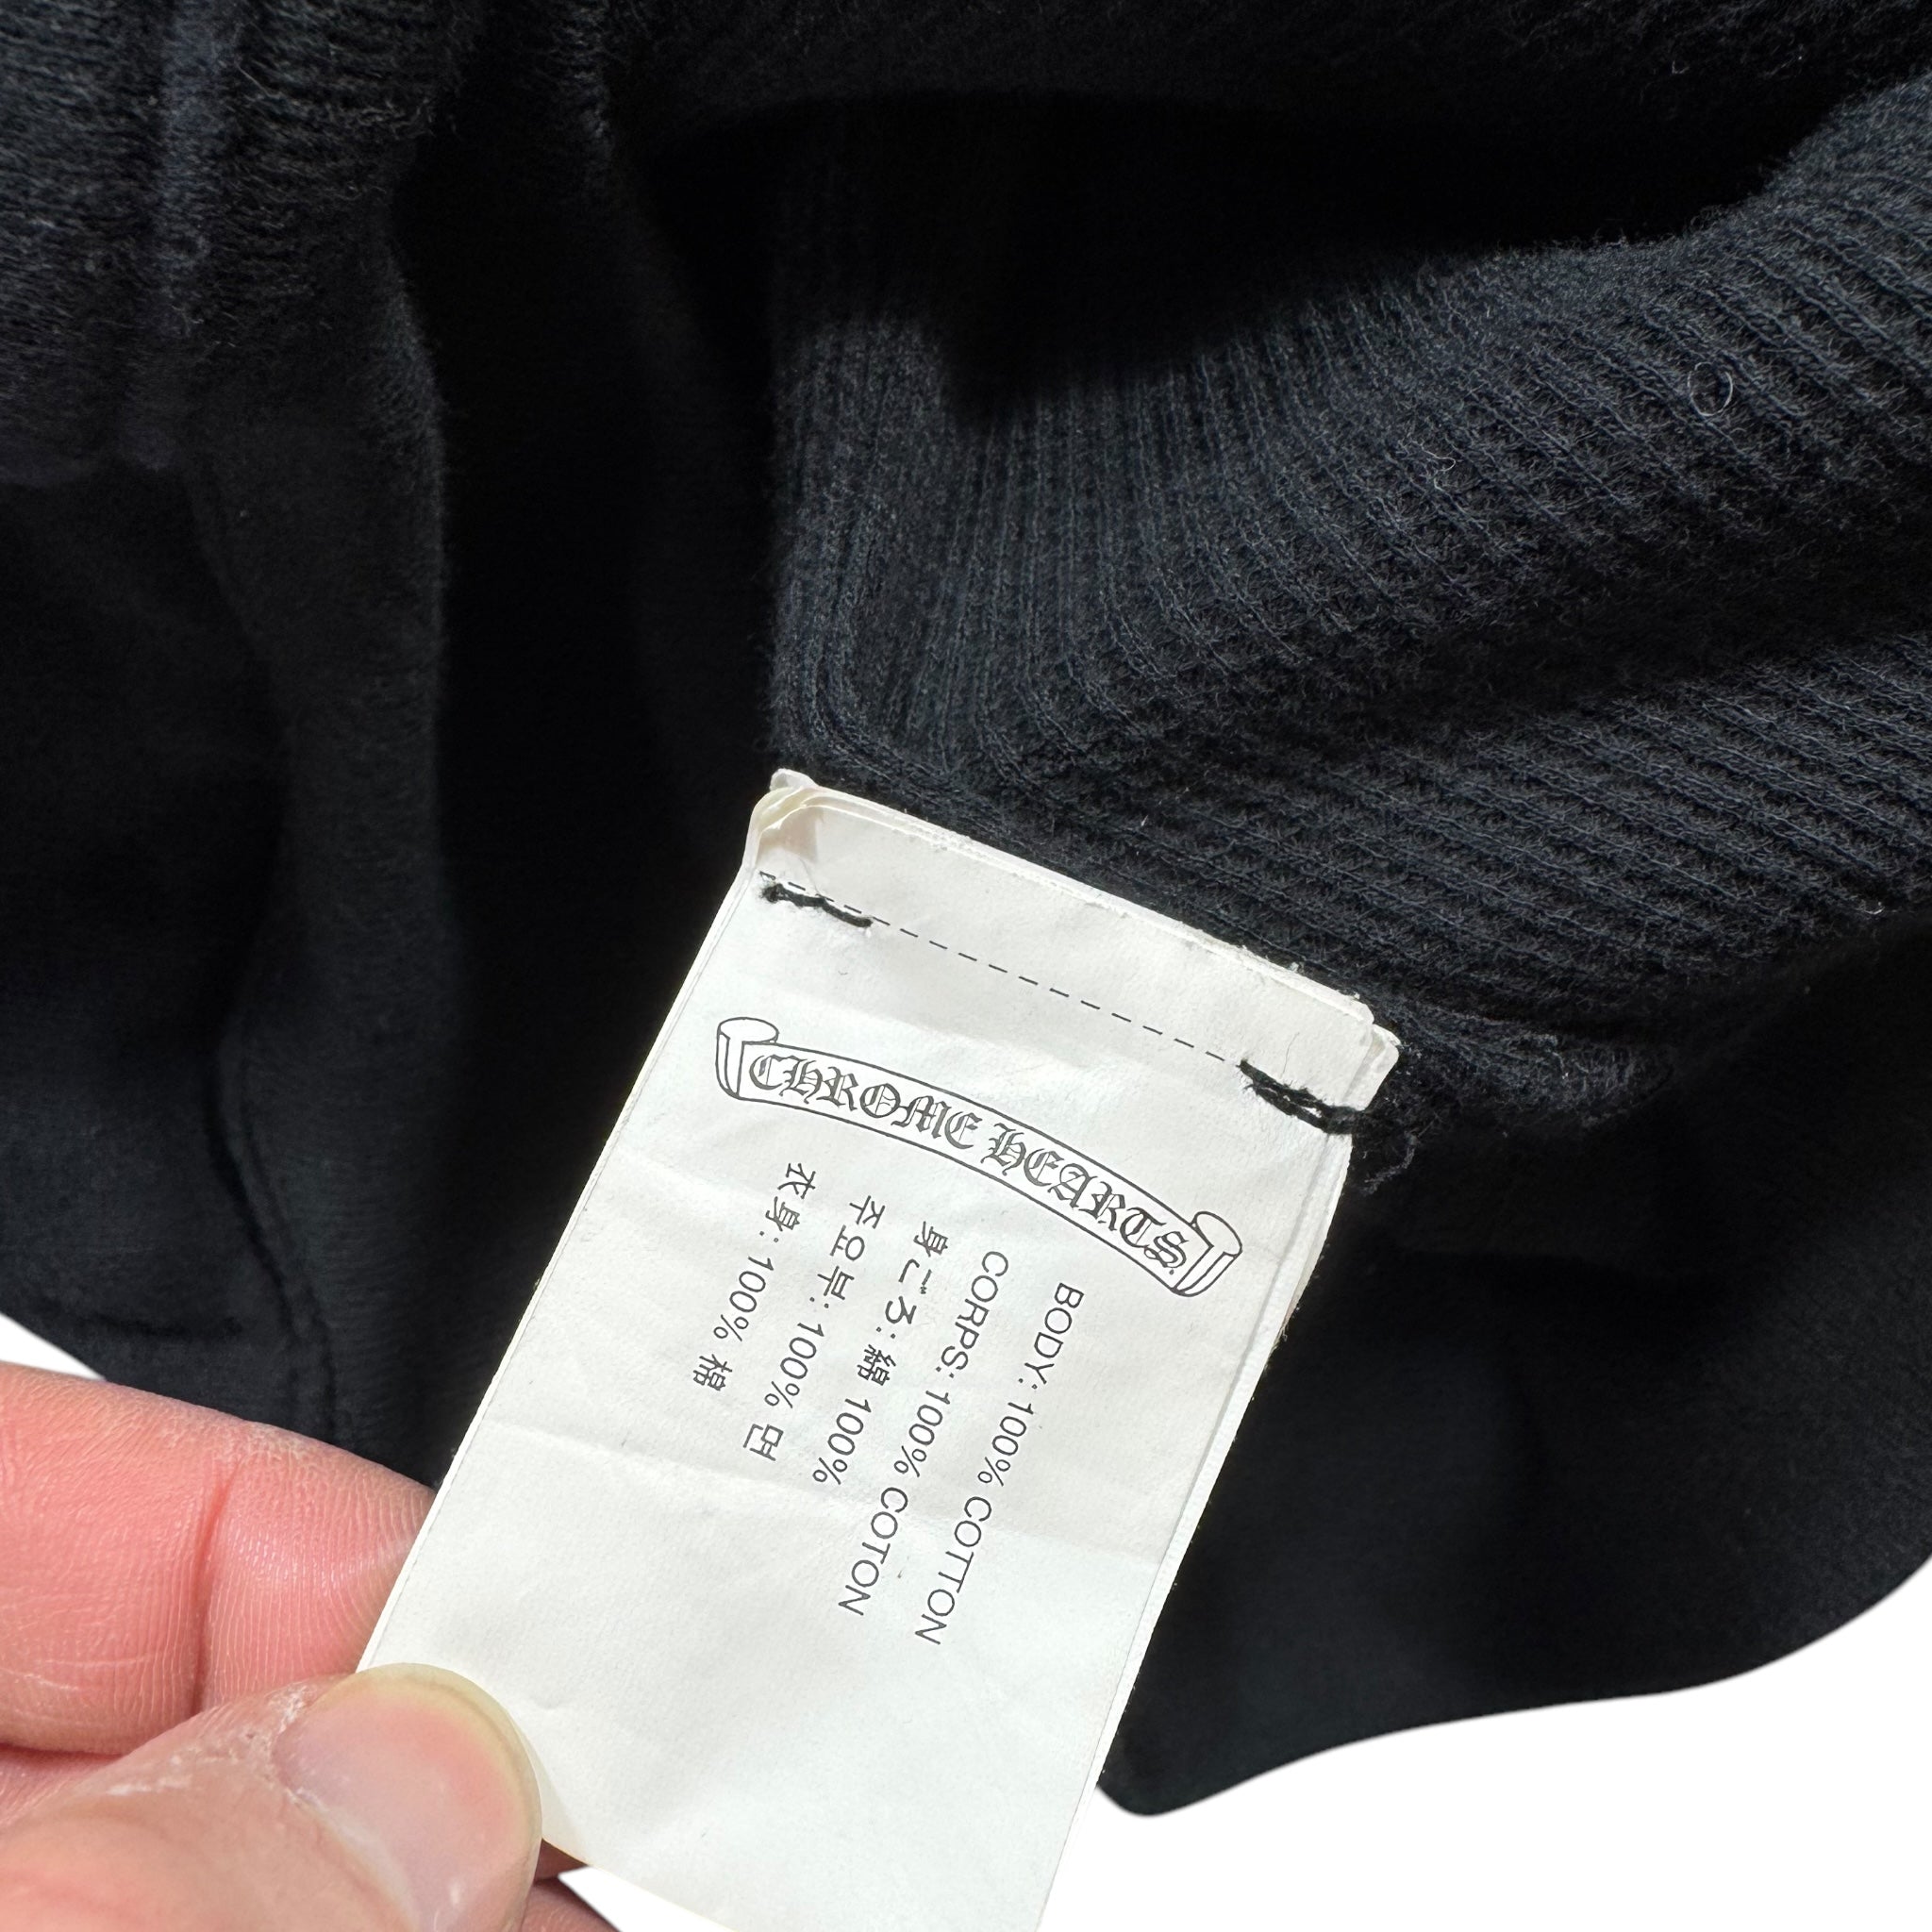 CHROME HEARTS
BODY: 100% COTTON
CORPS: 100% COTON
身ごろ: 綿 100%
주요부: 100% 면
衣身: 100% 棉